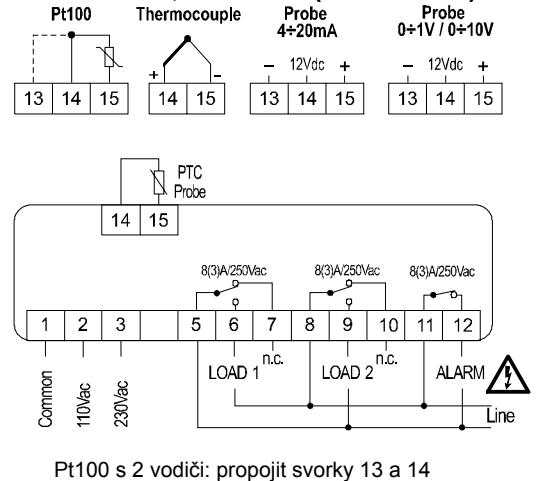 Pt100 Thermocouple Probe 4÷20mA Probe 0÷1V / 0÷10V
+ - − 12Vdc + − 12Vdc +
13 14 15 14 15 13 14 15 13 14 15
PTC
Probe
14 15
8(3)A/250Vac 8(3)A/250Vac 8(3)A/250Vac
1 2 3 5 6 7 8 9 10 11 12
n.c. n.c.
LOAD 1 LOAD 2 ALARM
Common 110Vac 230Vac
Line
Pt100 s 2 vodiči: propojit svorky 13 a 14